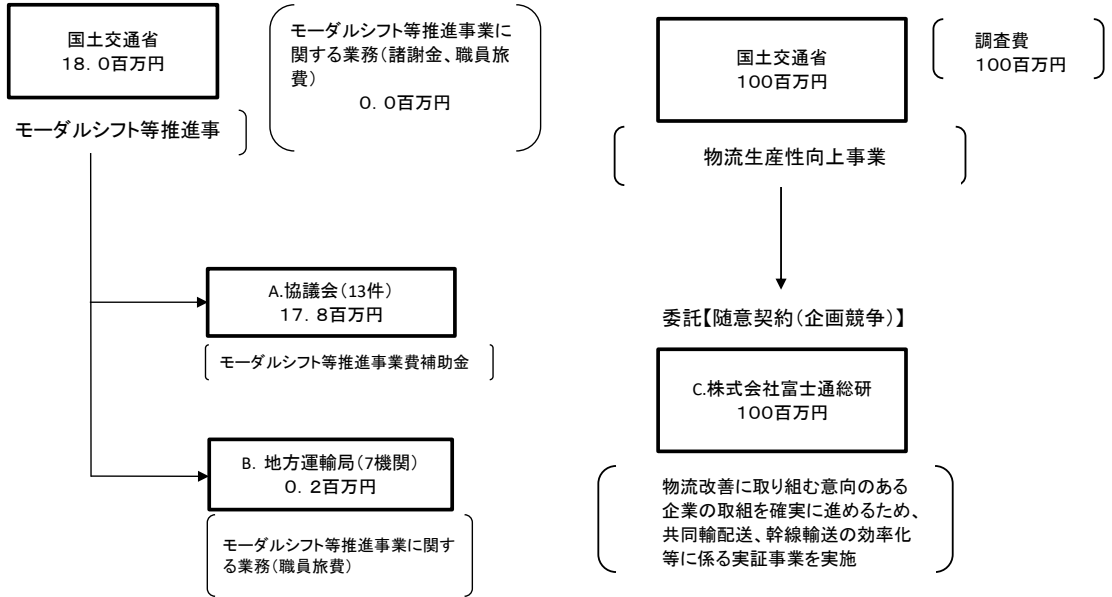 国土交通省
18.0百万円
モーダルシフト等推進事業に
関する業務(諸謝金、職員旅
費)
0.0百万円
モーダルシフト等推進事
A.協議会(13件)
17.8百万円
モーダルシフト等推進事業費補助金
B. 地方運輸局(7機関)
0.2百万円
モーダルシフト等推進事業に関す
る業務(職員旅費)
国土交通省
100百万円
調査費
100百万円
物流生産性向上事業
委託【随意契約(企画競争)】
C.株式会社富士通総研
100百万円
物流改善に取り組む意向のある
企業の取組を確実に進めるため、
共同輸配送、幹線輸送の効率化
等に係る実証事業を実施